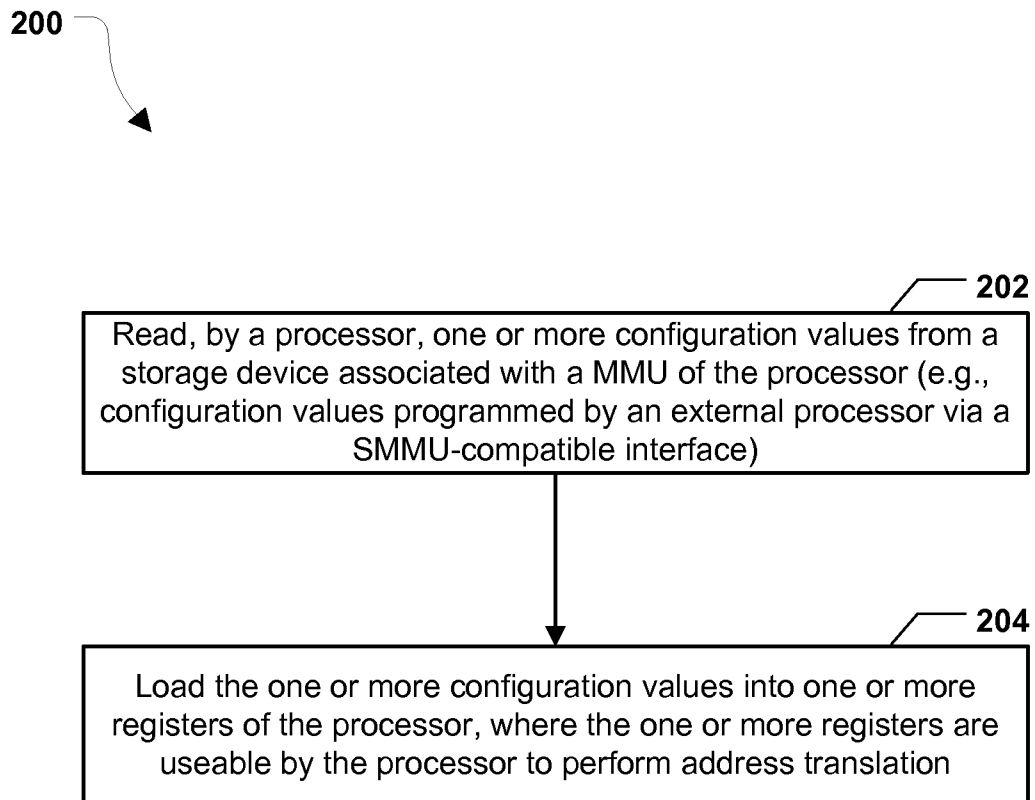 200
202
Read, by a processor, one or more configuration values from a
storage device associated with a MMU of the processor (e.g.,
configuration values programmed by an external processor via a
SMMU-compatible interface)
204
Load the one or more configuration values into one or more
registers of the processor, where the one or more registers are
useable by the processor to perform address translation